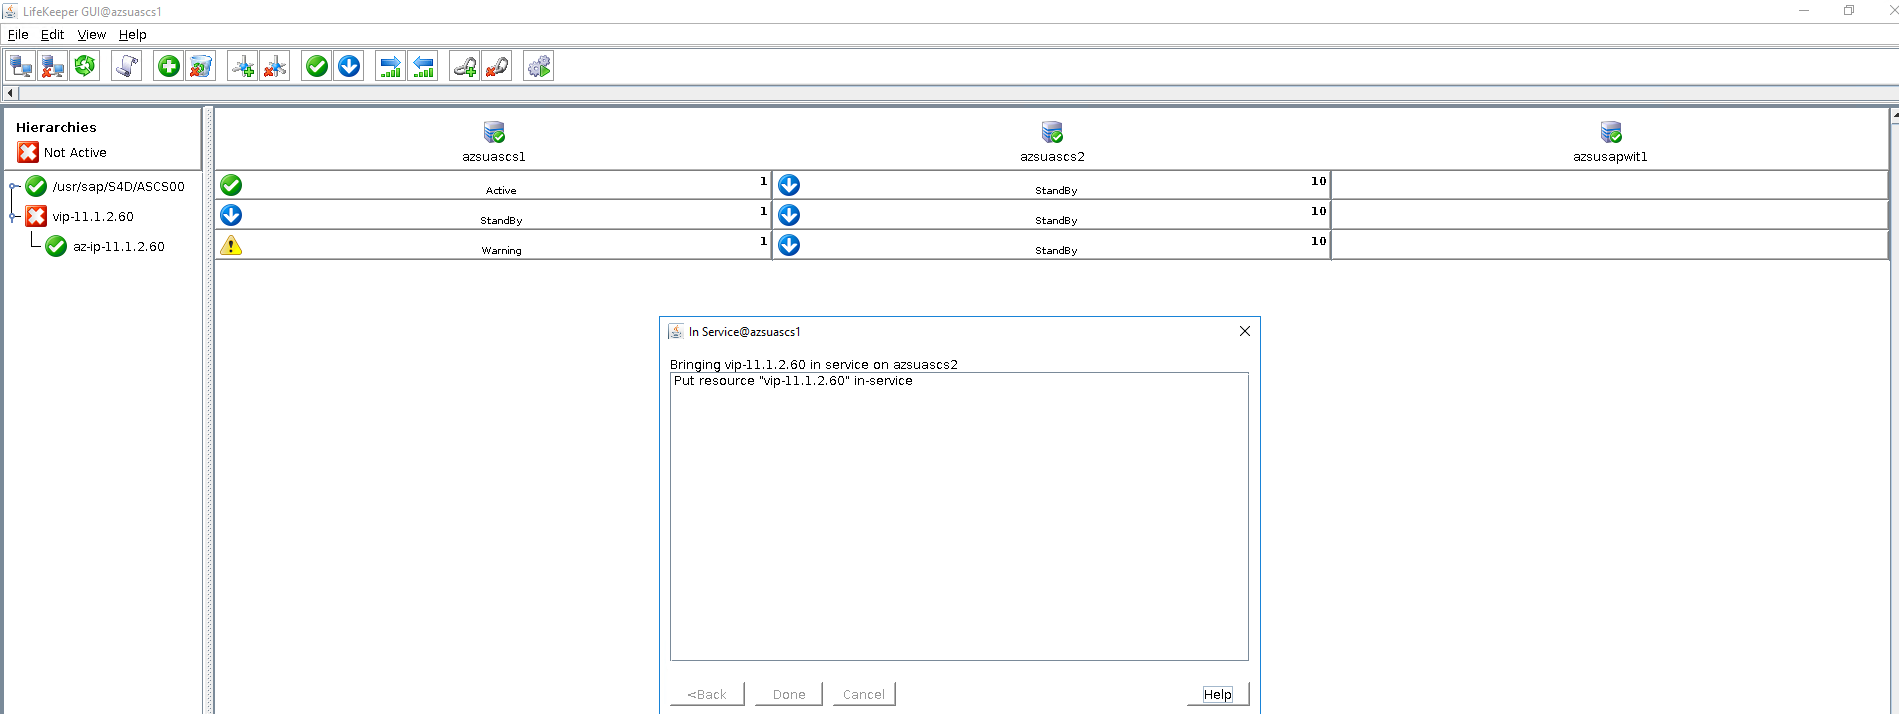 LifeKeeper GUI@azsuascs1
File Edit View Help
Hierarchies
Not Active
azsuascs1
azsuascs2
azsusapwit1
/usr/sap/S4D/ASCS00
Active
1
StandBy
10
vip-11.1.2.60
StandBy
1
StandBy
10
az-ip-11.1.2.60
Warning
1
StandBy
10
In Service@azsuascs1
Bringing vip-11.1.2.60 in service on azsuascs2
Put resource "vip-11.1.2.60" in-service
<Back Done Cancel Help